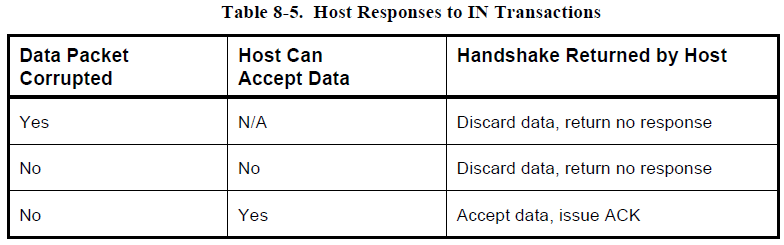 Table 8-5. Host Responses to IN Transactions
Data Packet Corrupted Host Can Accept Data Handshake Returned by Host
Yes N/A Discard data, return no response
No No Discard data, return no response
No Yes Accept data, issue ACK